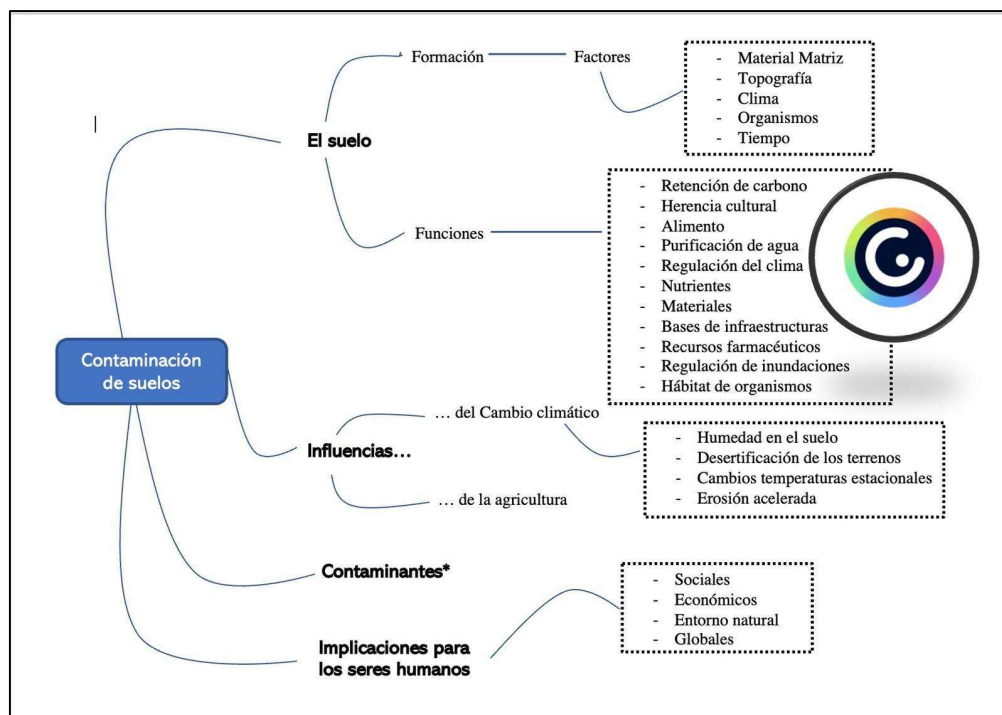 Formación
Factores
- Material Matriz
- Topografía
- Clima
- Organismos
- Tiempo
El suelo
Funciones
- Retención de carbono
- Herencia cultural
- Alimento
- Purificación de agua
- Regulación del clima
- Nutrientes
- Materiales
- Bases de infraestructuras
- Recursos farmacéuticos
- Regulación de inundaciones
- Hábitat de organismos
Contaminación
de suelos
Influencias...
... del Cambio climático
- Humedad en el suelo
- Desertificación de los terrenos
- Cambios temperaturas estacionales
- Erosión acelerada
... de la agricultura
Contaminantes*
Implicaciones para
los seres humanos
- Sociales
- Económicos
- Entorno natural
- Globales